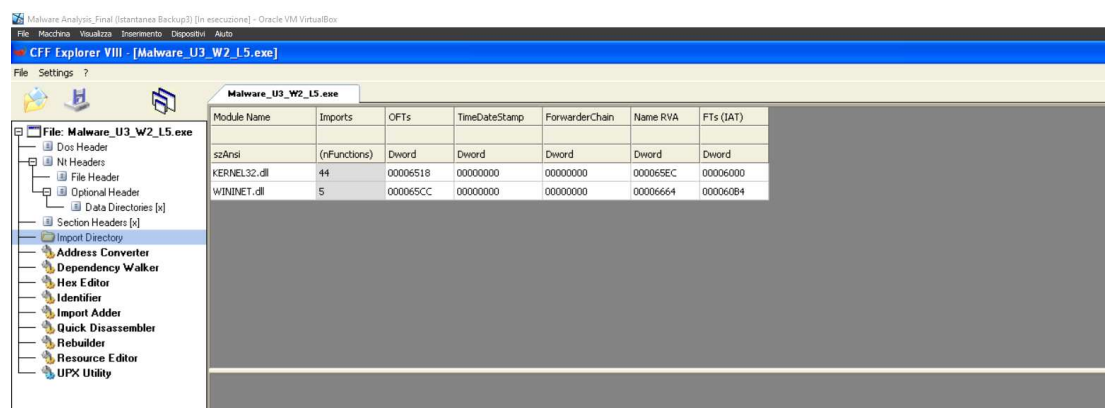 Malware Analysis_Final (Istantanea Backup3) [In esecuzione] - Oracle VM VirtualBox
File Macchina Visualizza Inserimento Dispositivi Aiuto
CFF Explorer VIII - [Malware_U3_W2_L5.exe]
File Settings ?
Malware_U3_W2_L5.exe
File: Malware_U3_W2_L5.exe
Dos Header
Nt Headers
File Header
Optional Header
Data Directories [x]
Section Headers [x]
Import Directory
Address Converter
Dependency Walker
Hex Editor
Identifier
Import Adder
Quick Disassembler
Rebuilder
Resource Editor
UPX Utility
Module Name Imports OFTs TimeDateStamp ForwarderChain Name RVA FTs (IAT)
szAnsi (nFunctions) Dword Dword Dword Dword Dword
KERNEL32.dll 44 00006518 00000000 00000000 000065EC 00006000
WININET.dll 5 000065CC 00000000 00000000 00006664 000060B4